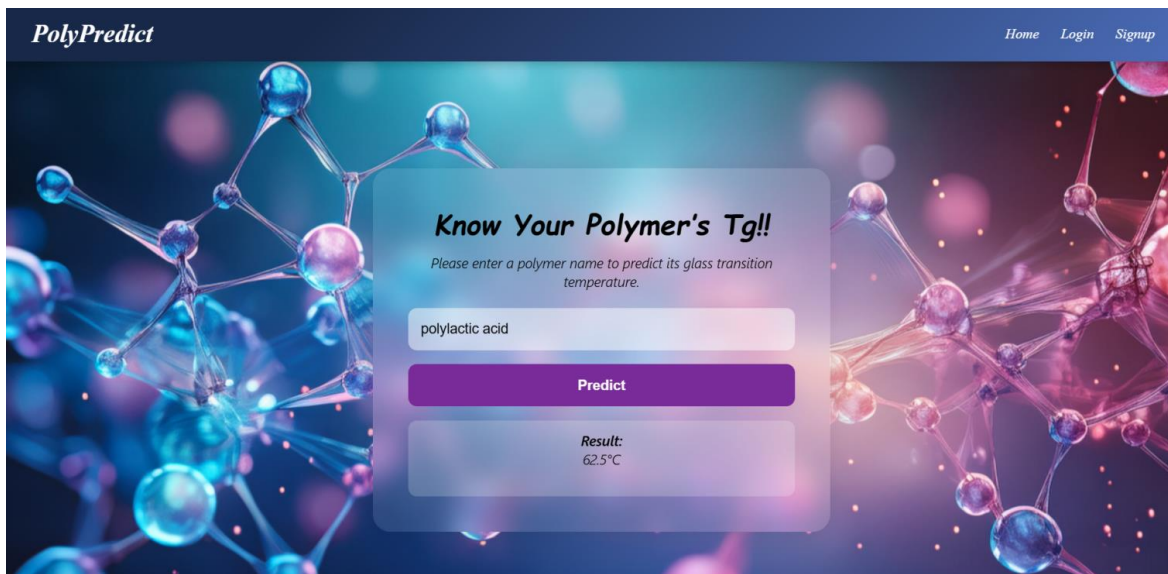 PolyPredict
Home Login Signup
Know Your Polymer's Tg!!
Please enter a polymer name to predict its glass transition
temperature.
polylactic acid
Predict
Result:
62.5°C